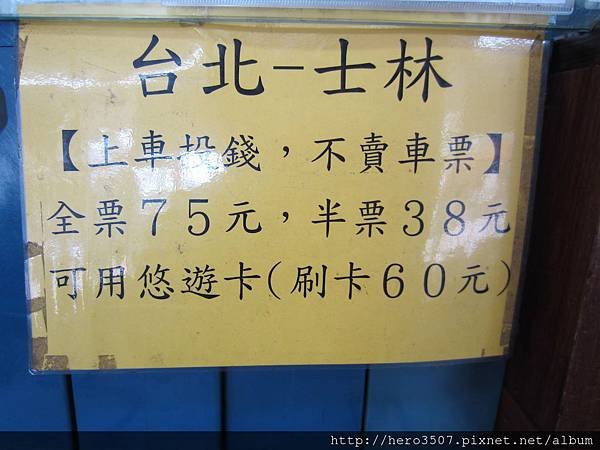 台北-士林
【上車投錢，不賣車票】
全票７５元，半票３８元
可用悠遊卡(刷卡６０元)
http://hero3507.pixnet.net/album